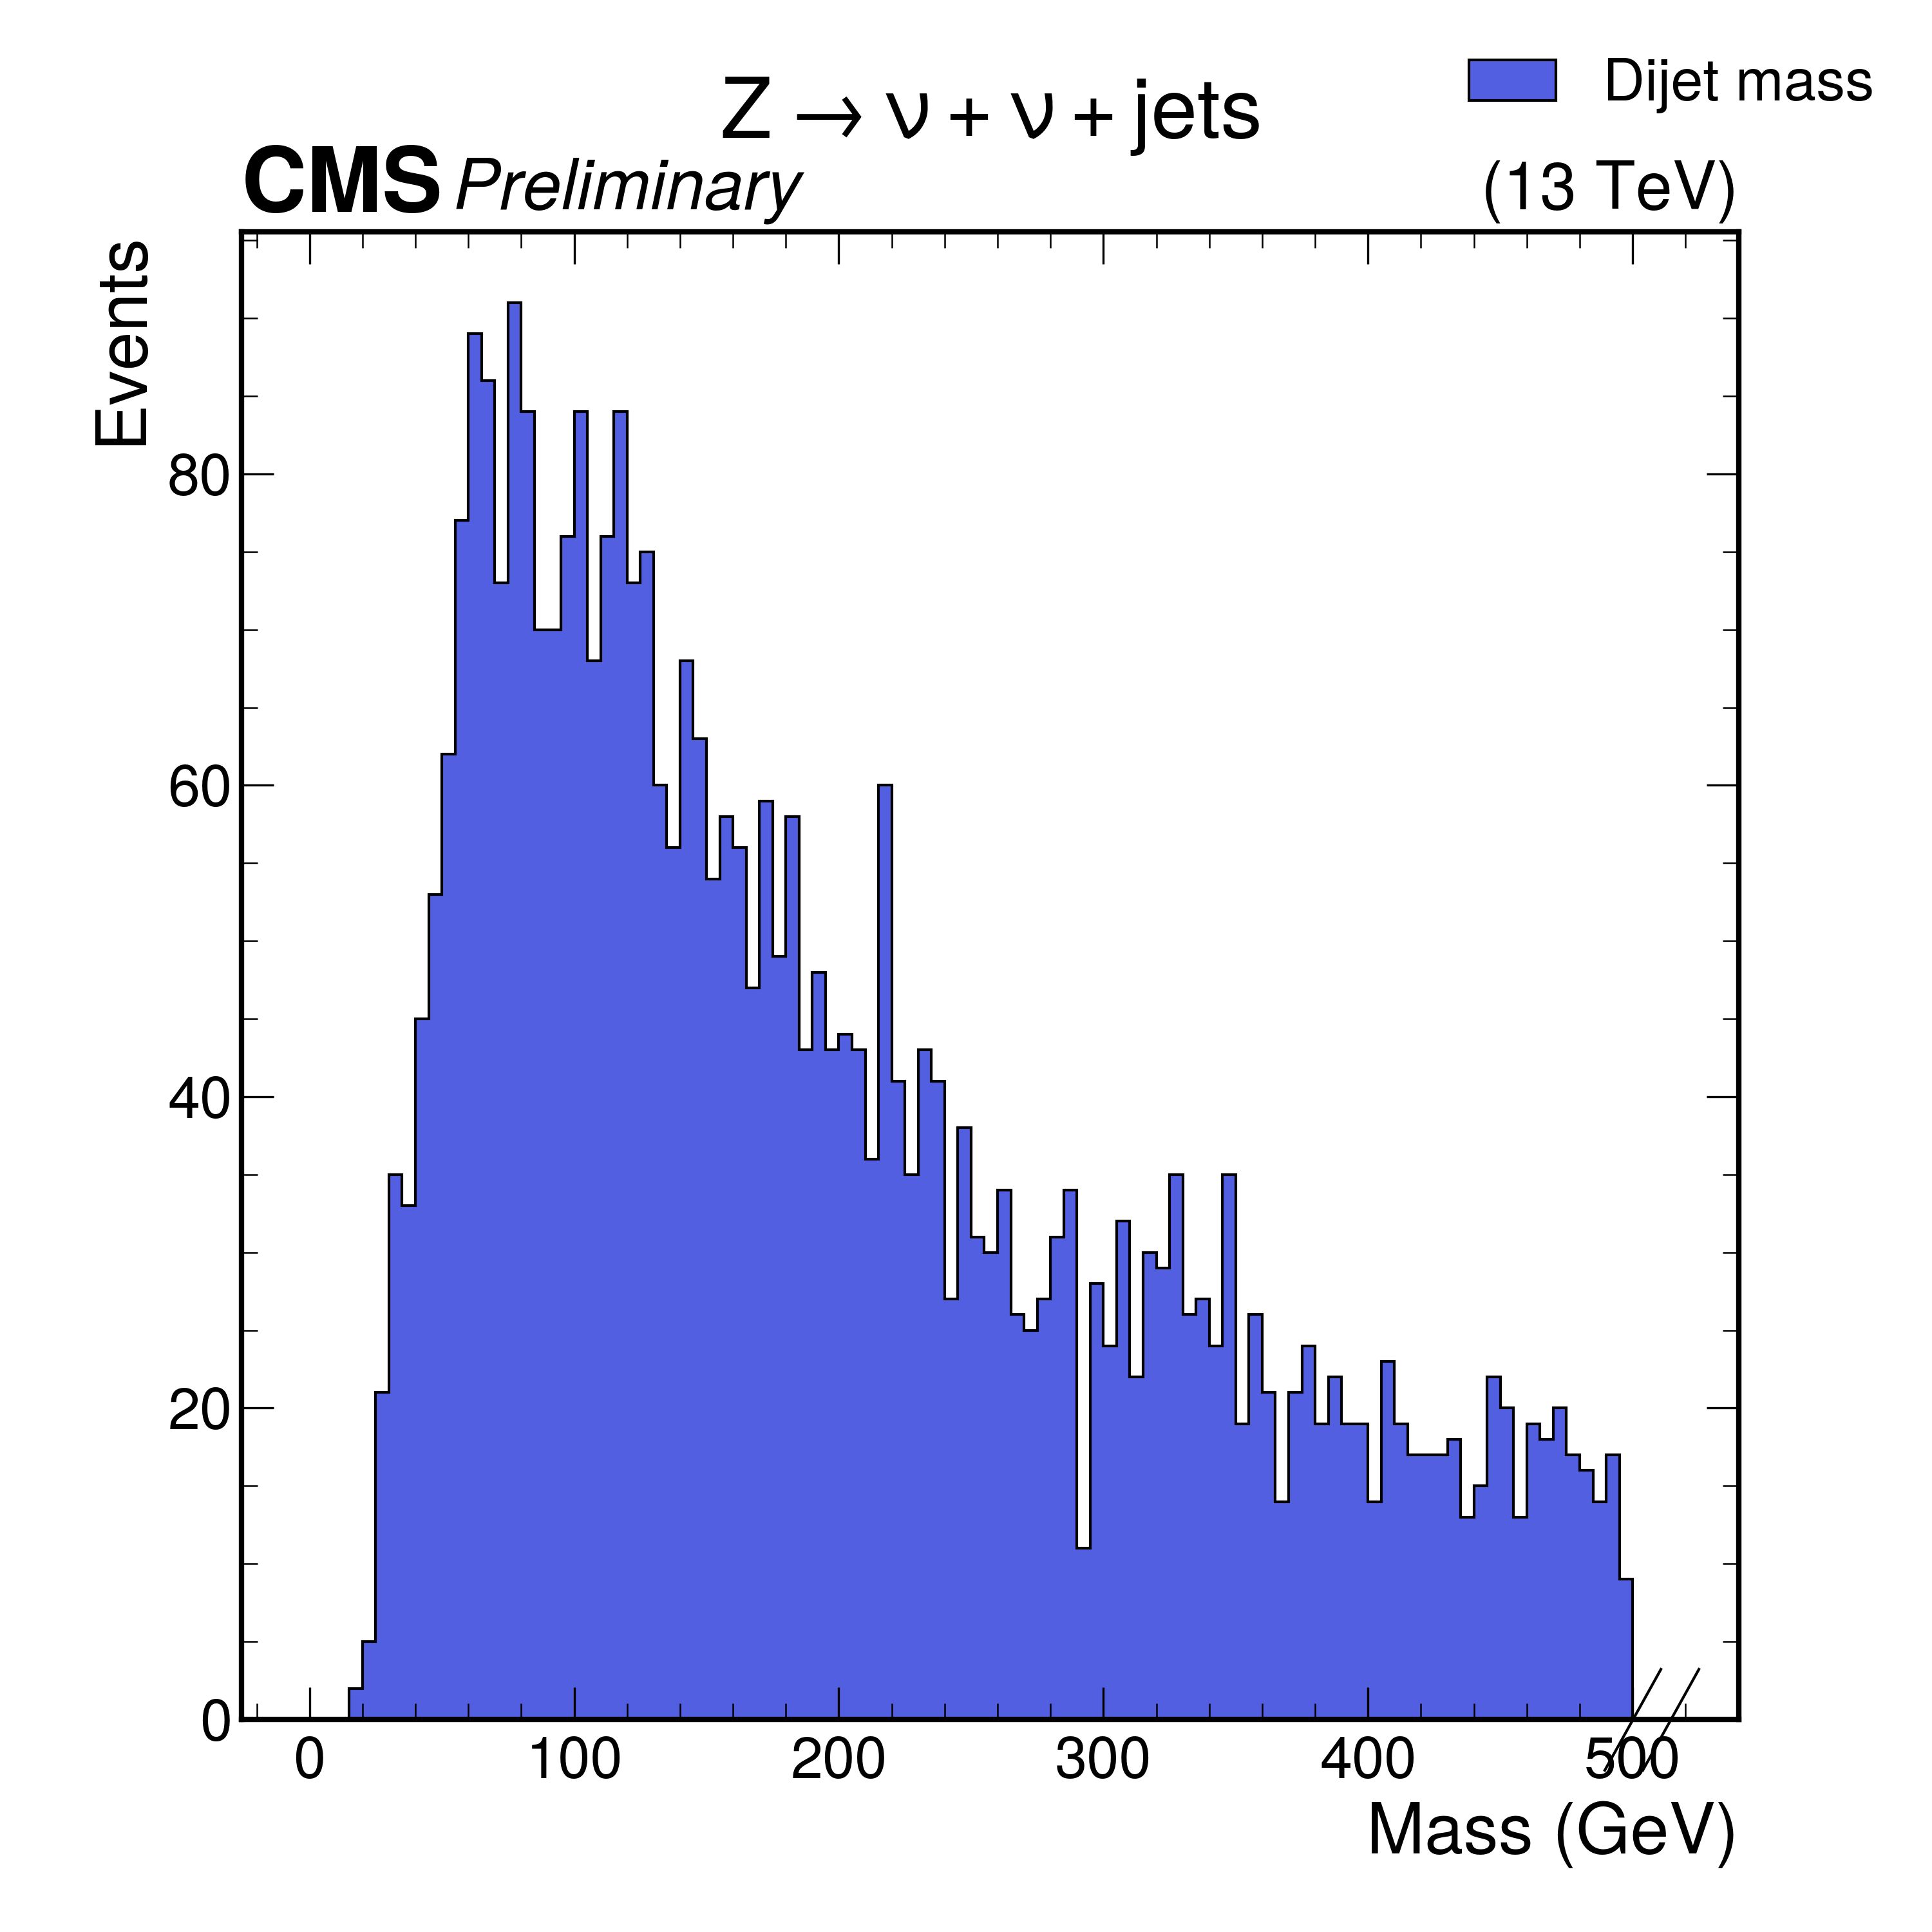 Dijet mass
Z → ν + ν + jets
CMS Preliminary
(13 TeV)
Events
80
60
40
20
0
0 100 200 300 400 500
Mass (GeV)